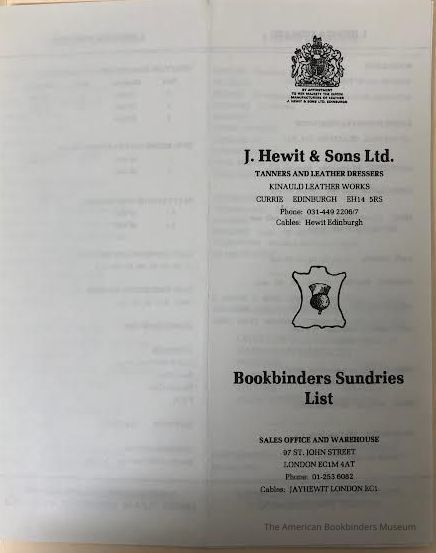 BY APPOINTMENT
TO HER MAJESTY THE QUEEN
MANUFACTURERS OF LEATHER
J. HEWIT & SONS LTD. EDINBURGH
J. Hewit & Sons Ltd.
TANNERS AND LEATHER DRESSERS
KINAULD LEATHER WORKS
CURRIE EDINBURGH EH14 5RS
Phone: 031-449 2206/7
Cables: Hewit Edinburgh
Bookbinders Sundries
List
SALES OFFICE AND WAREHOUSE
97 ST. JOHN STREET
LONDON EC1M 4AT
Phone: 01-253 6082
Cables: JAYHEWIT LONDON EC1.
The American Bookbinders Museum